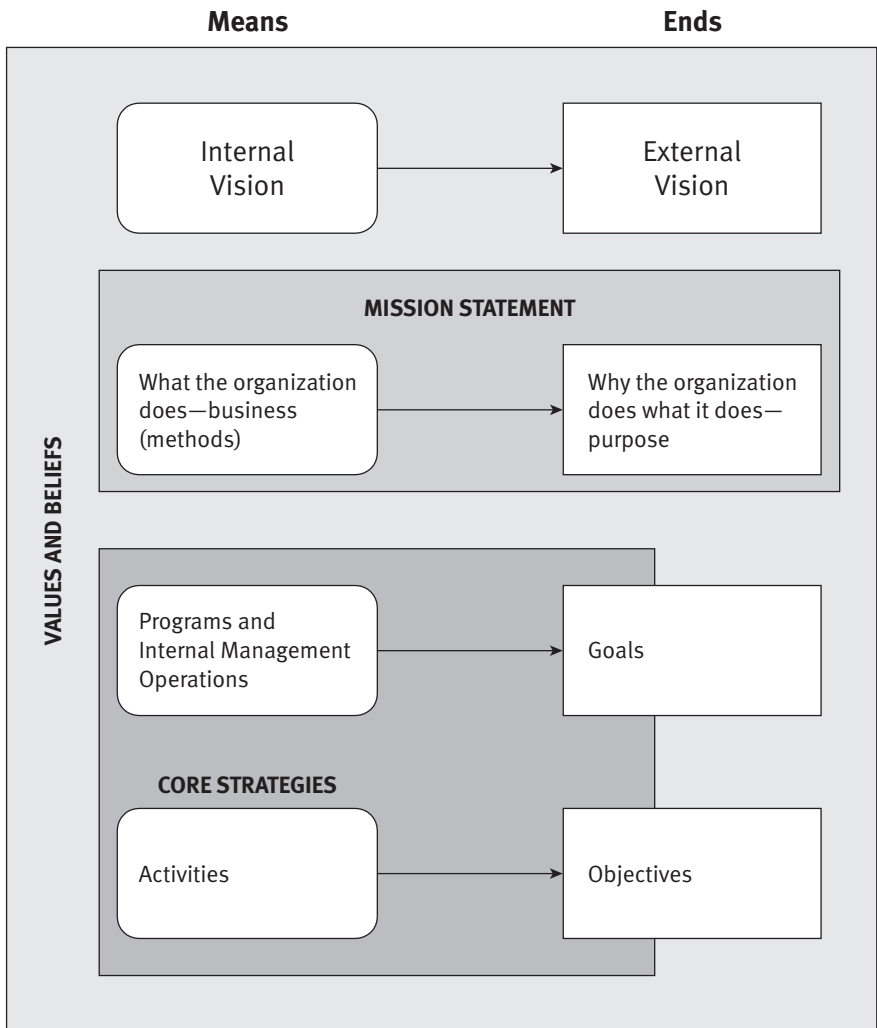 Means
Ends
Internal
Vision
External
Vision
MISSION STATEMENT
What the organization
does—business
(methods)
Why the organization
does what it does—
purpose
VALUES AND BELIEFS
Programs and
Internal Management
Operations
Goals
CORE STRATEGIES
Activities
Objectives